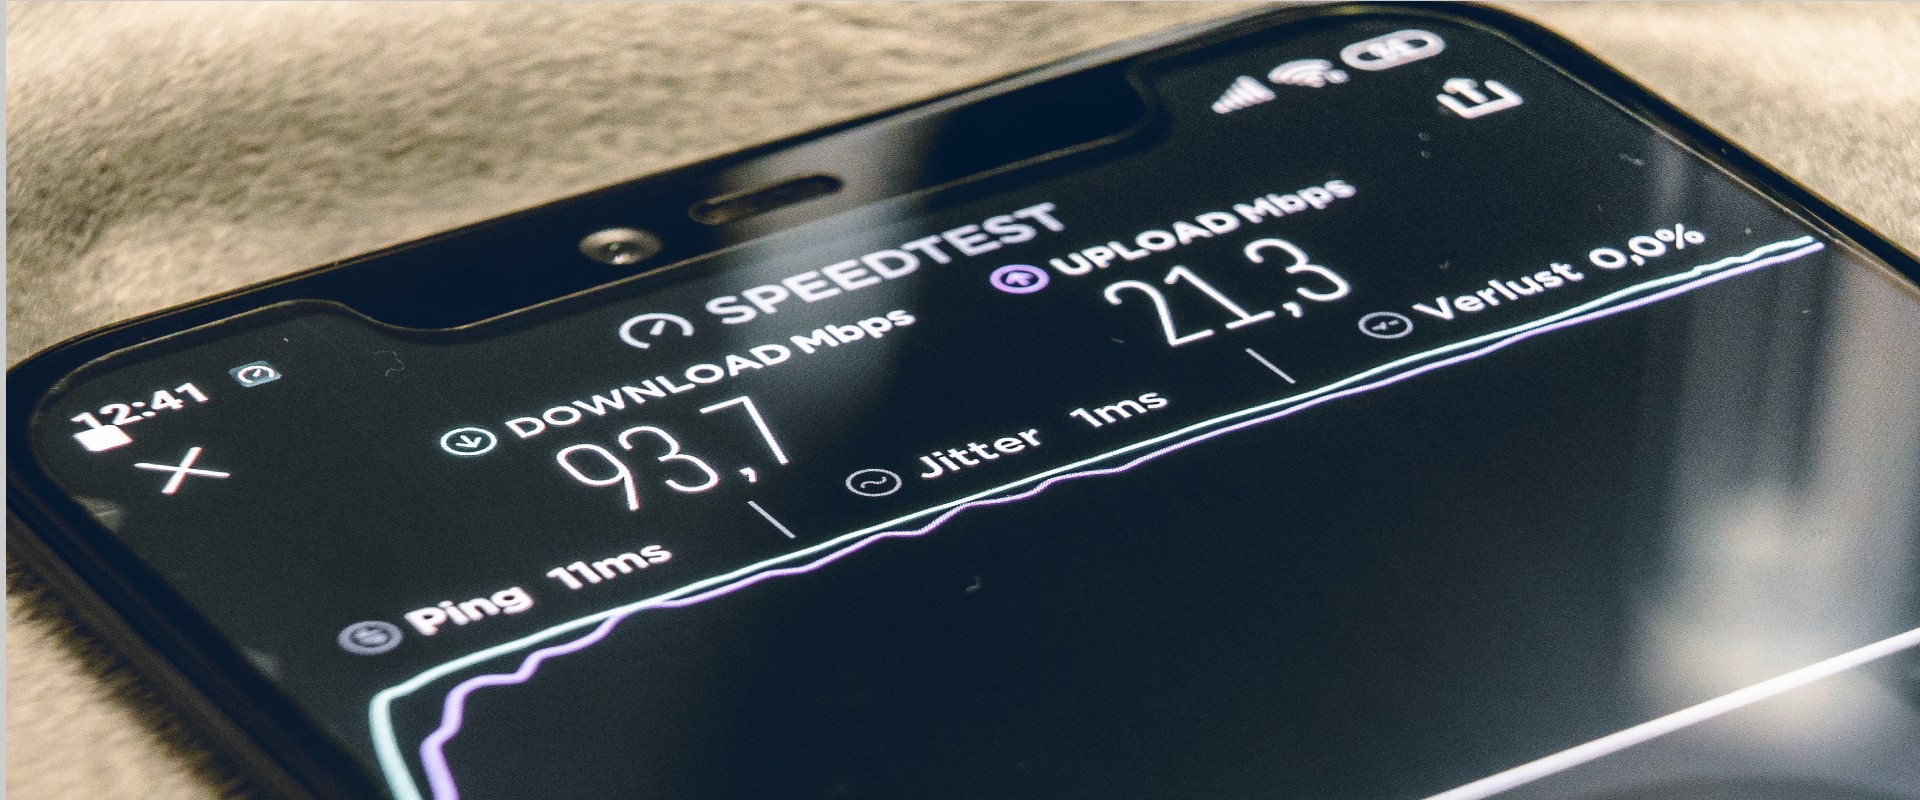 12:41
SPEEDTEST
DOWNLOAD Mbps
93,7
UPLOAD Mbps
21,3
Ping 11ms
Jitter 1ms
Verlust 0,0%